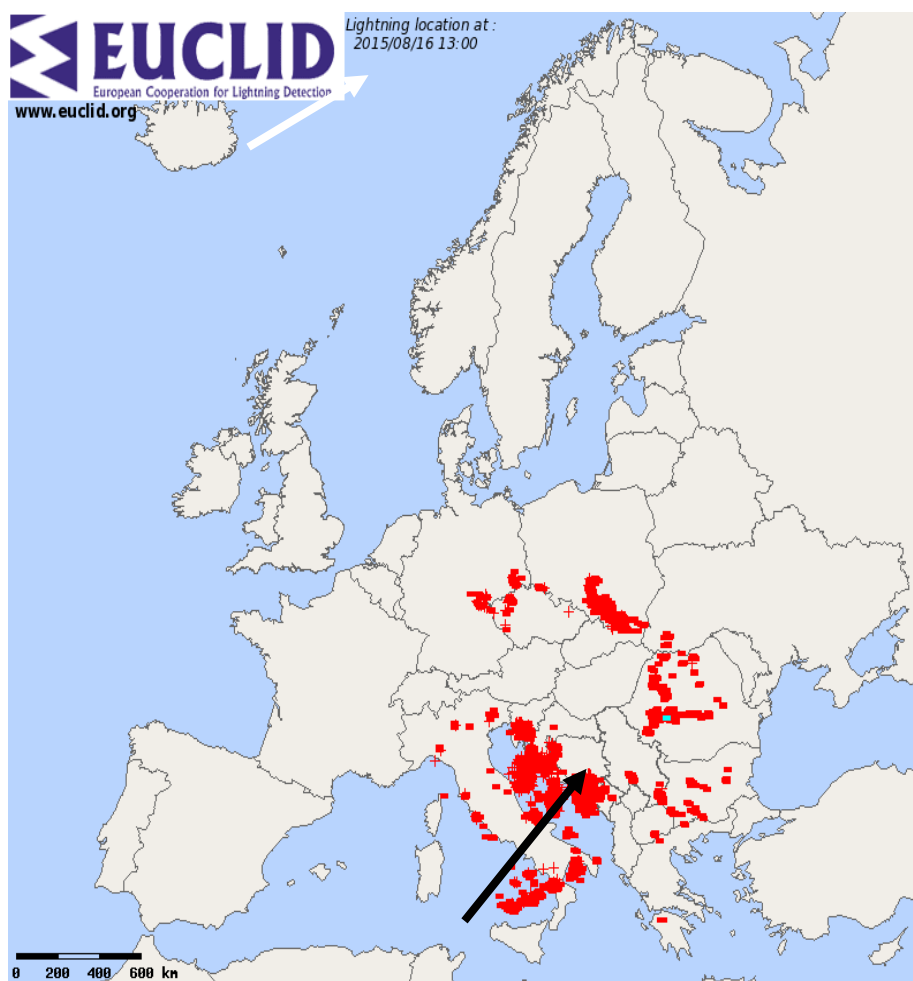 EUCLID
European Cooperation for Lightning Detection
www.euclid.org
Lightning location at :
2015/08/16 13:00
0 200 400 600 km